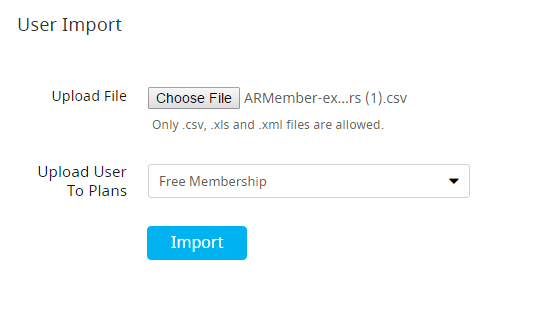 User Import
Upload File Choose File ARMember-ex...rs (1).csv
Only .csv, .xls and .xml files are allowed.
Upload User
To Plans
Free Membership
Import